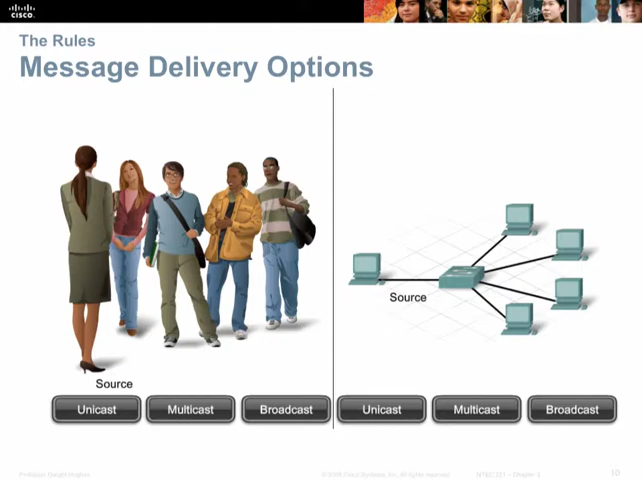 CISCO
The Rules
Message Delivery Options
Source
Source
Unicast Multicast Broadcast
Unicast Multicast Broadcast
© 2008 Cisco Systems, Inc. All rights reserved.
10